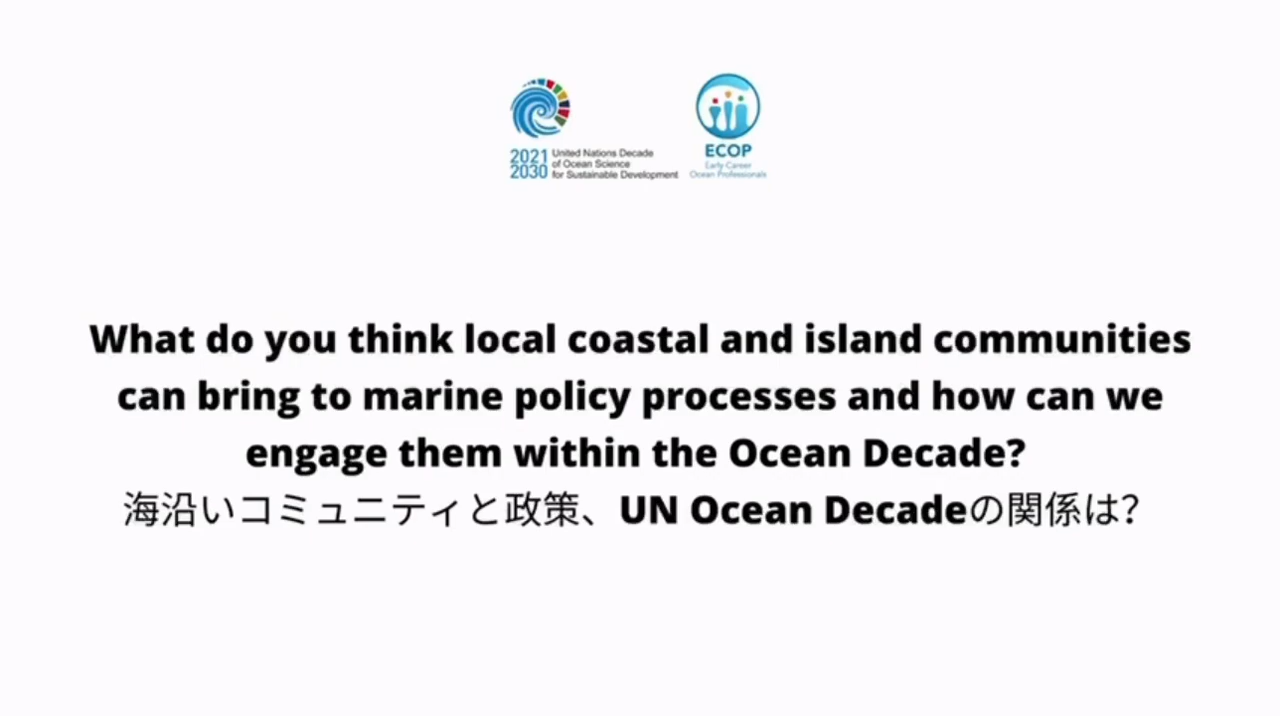 2021
2030
United Nations Decade
of Ocean Science
for Sustainable Development
ECOP
Early Career
Ocean Professionals
What do you think local coastal and island communities
can bring to marine policy processes and how can we
engage them within the Ocean Decade?
海沿いコミュニティと政策、UN Ocean Decadeの関係は?